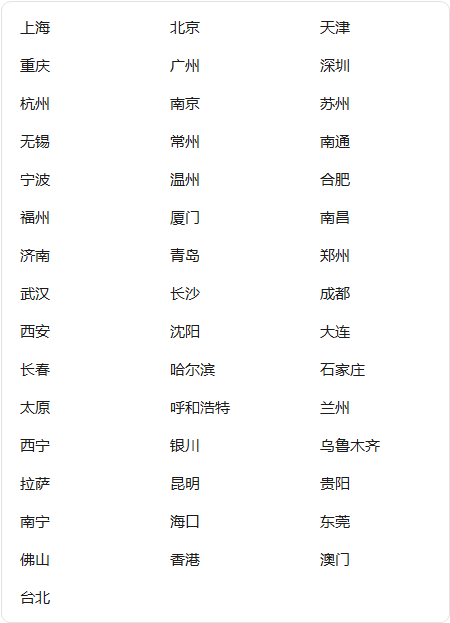 上海 北京 天津
重庆 广州 深圳
杭州 南京 苏州
无锡 常州 南通
宁波 温州 合肥
福州 厦门 南昌
济南 青岛 郑州
武汉 长沙 成都
西安 沈阳 大连
长春 哈尔滨 石家庄
太原 呼和浩特 兰州
西宁 银川 乌鲁木齐
拉萨 昆明 贵阳
南宁 海口 东莞
佛山 香港 澳门
台北